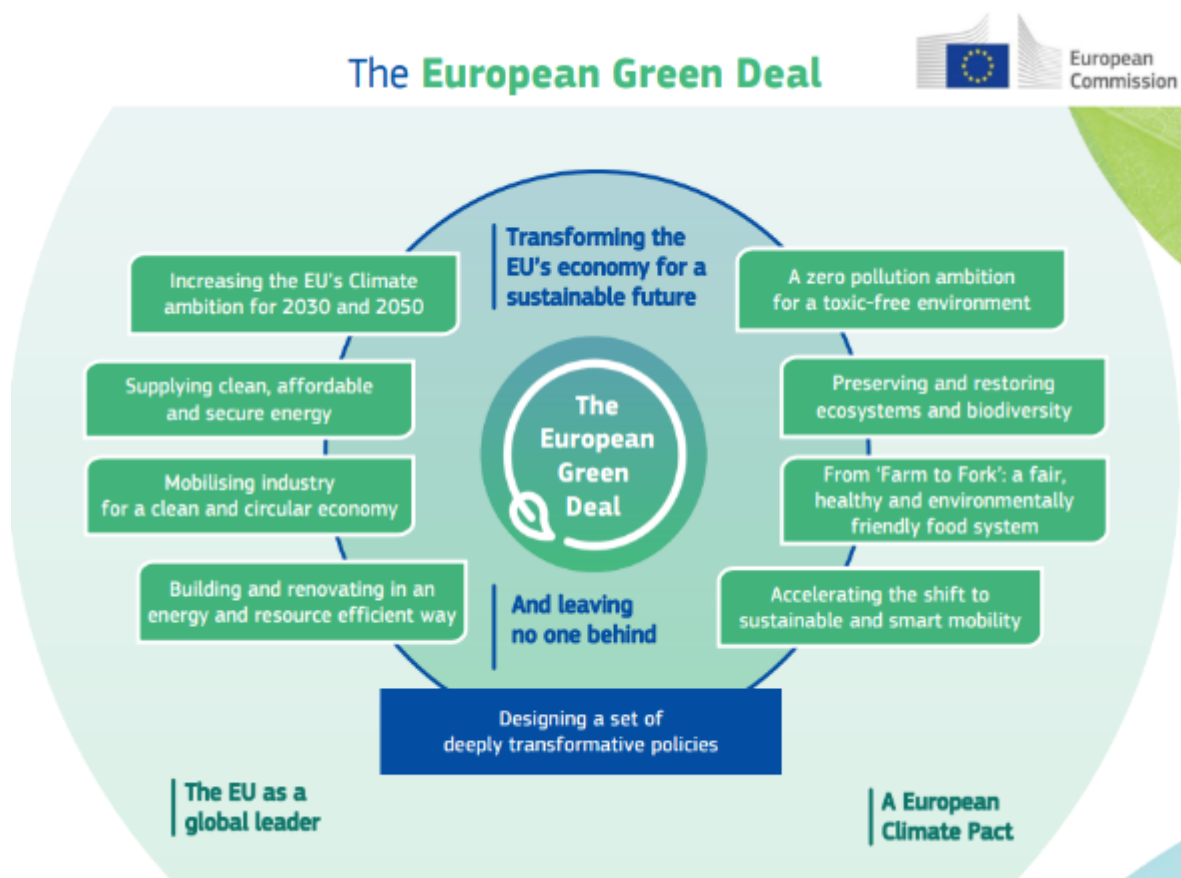 The European Green Deal
European
Commission
Transforming the
EU's economy for a
sustainable future
Increasing the EU's Climate
ambition for 2030 and 2050
A zero pollution ambition
for a toxic-free environment
Supplying clean, affordable
and secure energy
Preserving and restoring
ecosystems and biodiversity
The
European
Green
Deal
Mobilising industry
for a clean and circular economy
From 'Farm to Fork': a fair,
healthy and environmentally
friendly food system
Building and renovating in an
energy and resource efficient way
And leaving
no one behind
Accelerating the shift to
sustainable and smart mobility
Designing a set of
deeply transformative policies
The EU as a
global leader
A European
Climate Pact